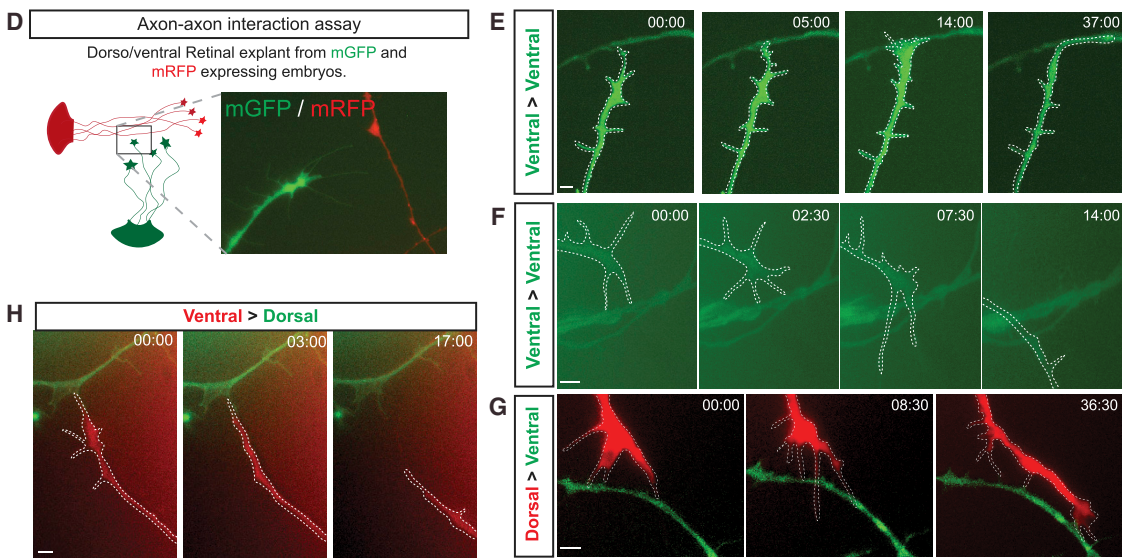 D
Axon-axon interaction assay
Dorso/ventral Retinal explant from mGFP and
mRFP expressing embryos.
mGFP / mRFP
E
Ventral > Ventral
00:00
05:00
14:00
37:00
F
Ventral > Ventral
00:00
02:30
07:30
14:00
G
Dorsal > Ventral
00:00
08:30
36:30
H
Ventral > Dorsal
00:00
03:00
17:00